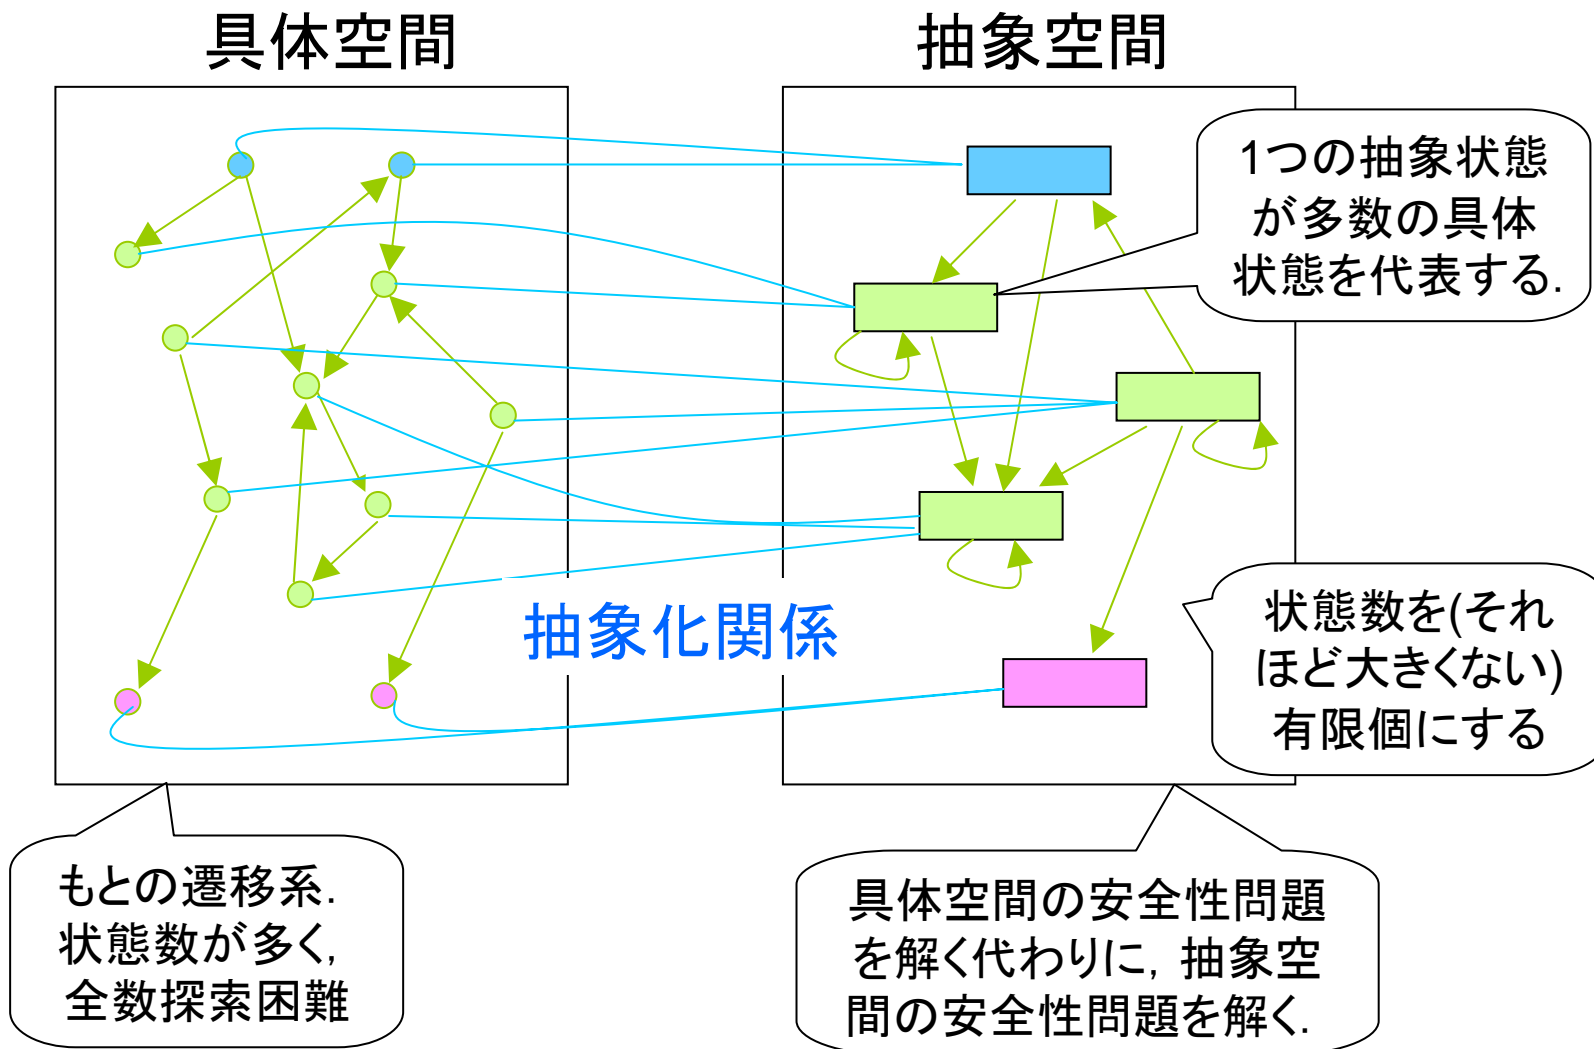 具体空間
抽象空間
1つの抽象状態
が多数の具体
状態を代表する.
抽象化関係
状態数を(それ
ほど大きくない)
有限個にする
もとの遷移系.
状態数が多く,
全数探索困難
具体空間の安全性問題
を解く代わりに, 抽象空
間の安全性問題を解く.